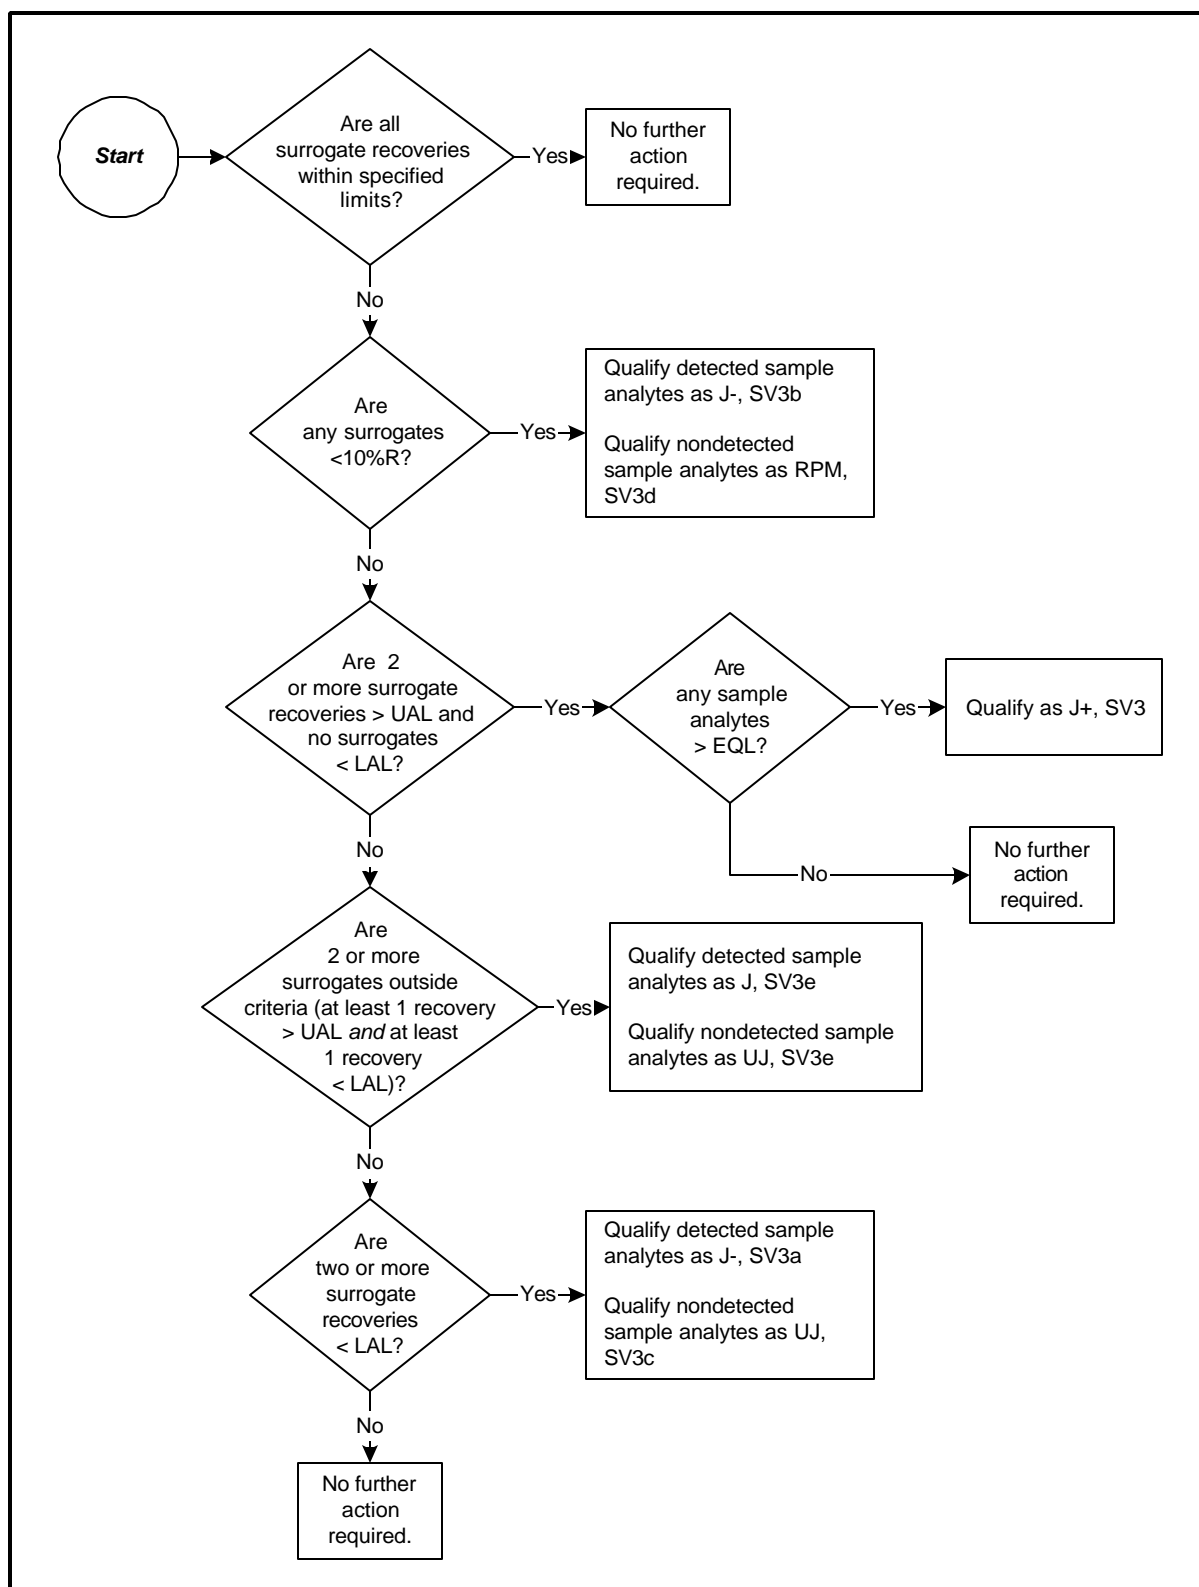 Start
Are all
surrogate recoveries
within specified
limits?
Yes
No further
action
required.
No
Are
any surrogates
<10%R?
Yes
Qualify detected sample
analytes as J-, SV3b
Qualify nondetected
sample analytes as RPM,
SV3d
No
Are 2
or more surrogate
recoveries > UAL and
no surrogates
< LAL?
Yes
Are
any sample
analytes
> EQL?
Yes
Qualify as J+, SV3
No
No further
action
required.
No
Are
2 or more
surrogates outside
criteria (at least 1 recovery
> UAL and at least
1 recovery
< LAL)?
Yes
Qualify detected sample
analytes as J, SV3e
Qualify nondetected sample
analytes as UJ, SV3e
No
Are
two or more
surrogate
recoveries
< LAL?
Yes
Qualify detected sample
analytes as J-, SV3a
Qualify nondetected
sample analytes as UJ,
SV3c
No
No further
action
required.